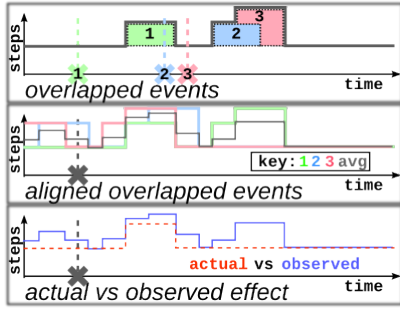 steps
1
2
3
1
2
3
time
overlapped events
steps
key: 1 2 3 avg
time
aligned overlapped events
steps
actual vs observed
time
actual vs observed effect